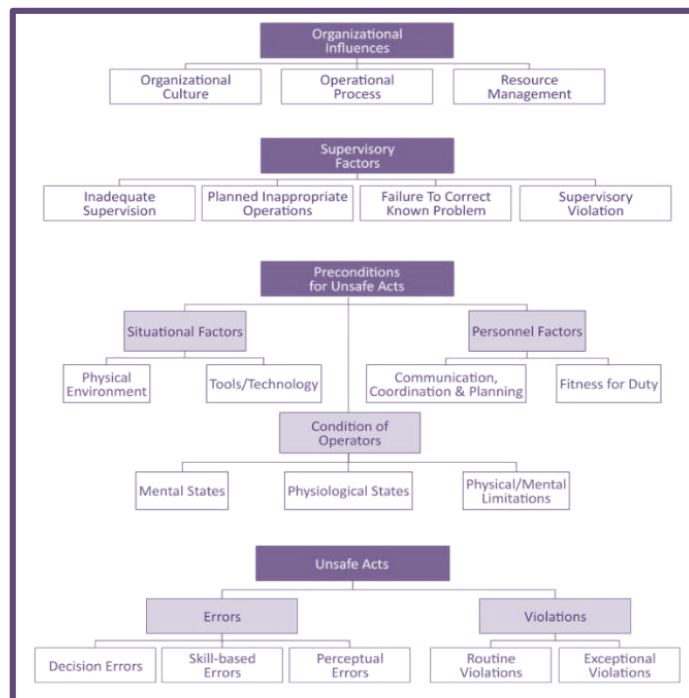 Organizational
Influences
Organizational
Culture
Operational
Process
Resource
Management
Supervisory
Factors
Inadequate
Supervision
Planned Inappropriate
Operations
Failure To Correct
Known Problem
Supervisory
Violation
Preconditions
for Unsafe Acts
Situational Factors
Personnel Factors
Physical
Environment
Tools/Technology
Communication,
Coordination & Planning
Fitness for Duty
Condition of
Operators
Mental States
Physiological States
Physical/Mental
Limitations
Unsafe Acts
Errors
Violations
Decision Errors
Skill-based
Errors
Perceptual
Errors
Routine
Violations
Exceptional
Violations